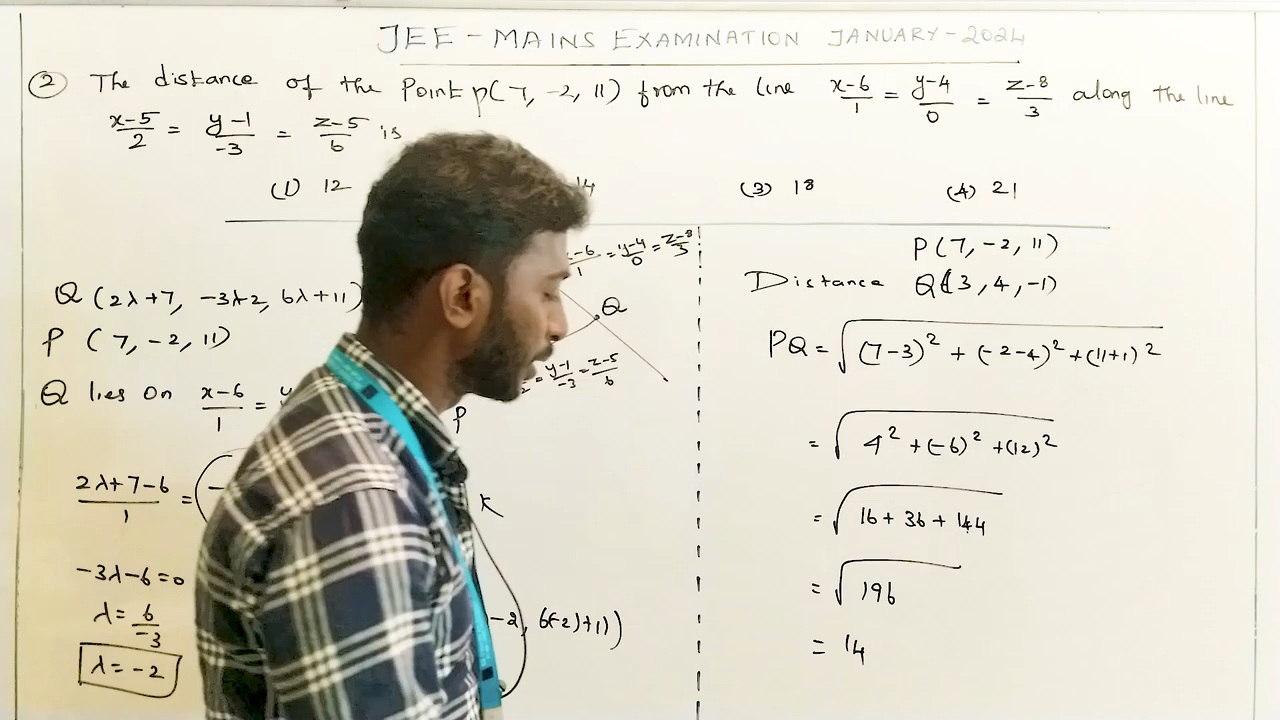 JEE - MAINS EXAMINATION JANUARY-2024
② The distance of the Point p(7, -2, 11) from the line x-6/1 = y-4/0 = z-8/3 along the line
x-5/2 = y-1/-3 = z-5/6 is
(1) 12 14 (3) 18 (4) 21
-6/1 = y-4/0 = z-8/3
Q
= y-1/-3 = z-5/6
P
Q (2λ+7, -3λ-2, 6λ+11)
P (7, -2, 11)
Q lies on x-6/1 =
2λ+7-6/1 = (-
K
-3λ-6=0
λ = 6/-3
λ = -2
-2, 6(-2)+11)
P(7, -2, 11)
Distance Q(3, 4, -1)
PQ = √(7-3)² + (-2-4)² + (11+1)²
= √4² + (-6)² + (12)²
= √16 + 36 + 144
= √196
= 14